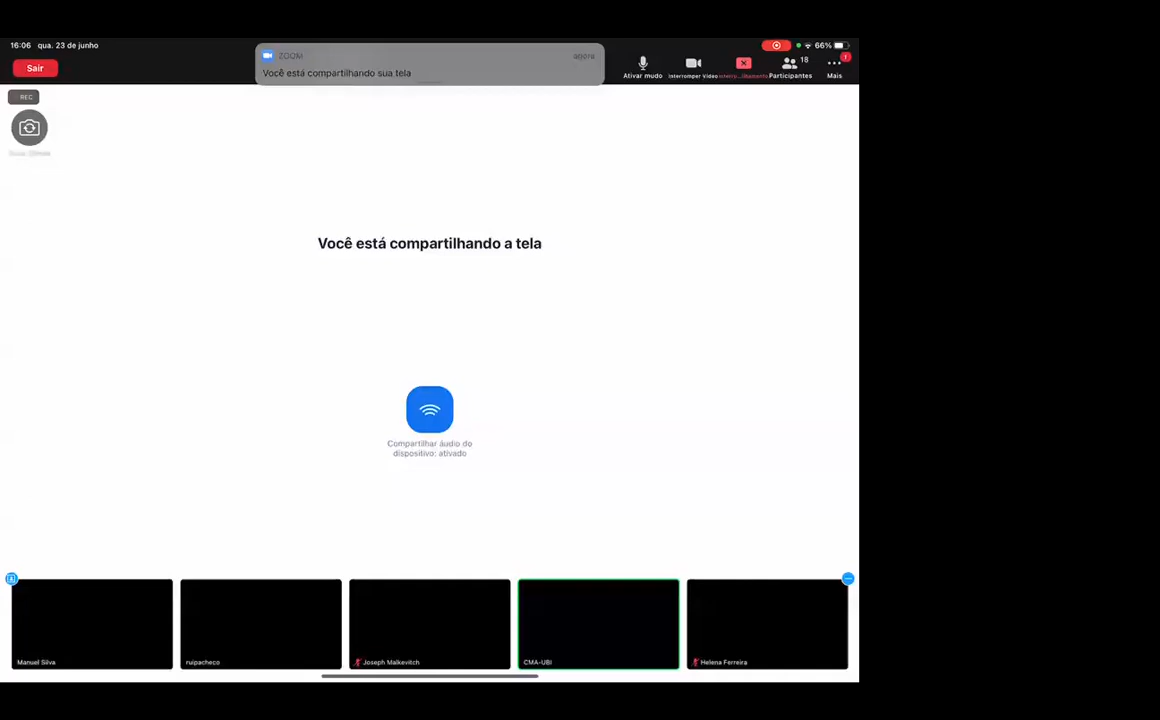 16:06 qua. 23 de junho
66%
ZOOM
agora
Você está compartilhando sua tela
Sair
Ativar mudo
Interromper Vídeo
Participantes
18
Mais
1
REC
Você está compartilhando a tela
Compartilhar áudio do
dispositivo: ativado
Manuel Silva
ruipacheco
Joseph Malkevitch
CMA-UBI
Helena Ferreira